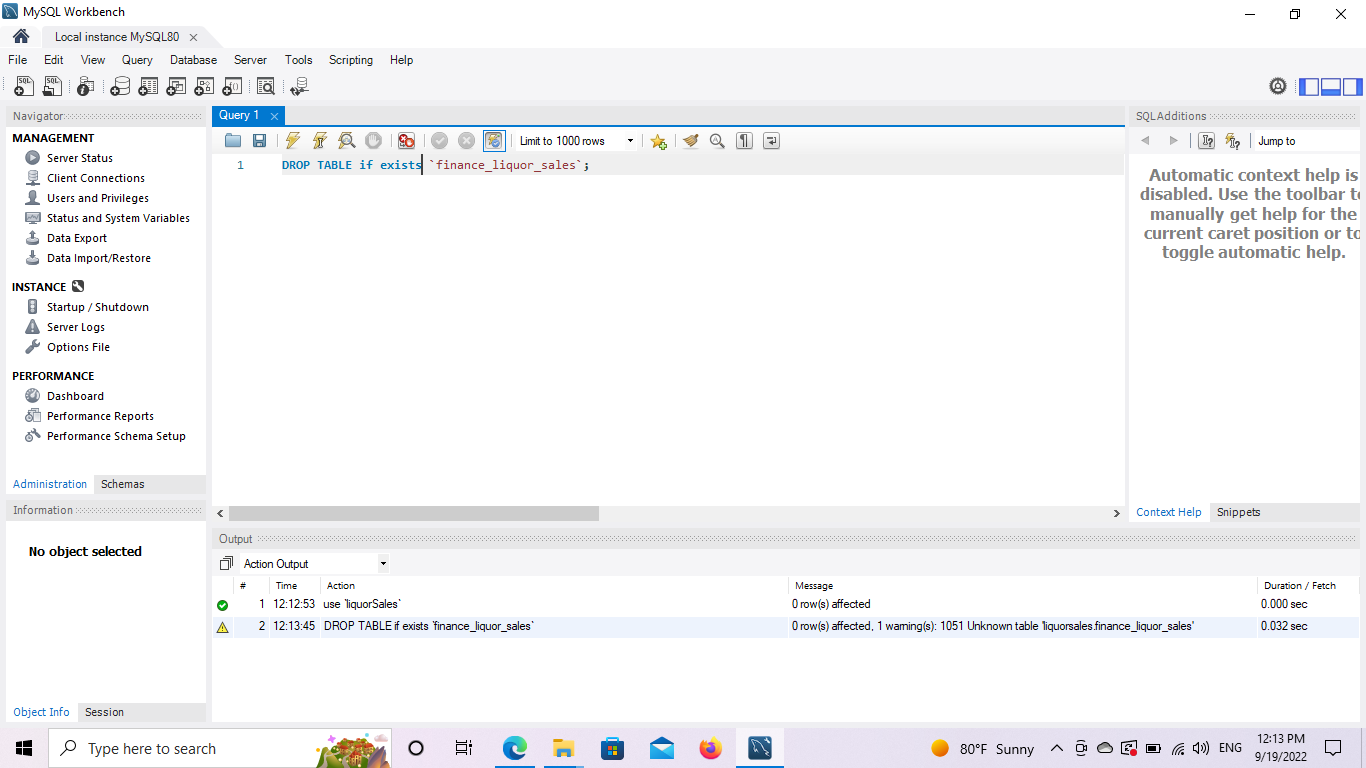 MySQL Workbench
Local instance MySQL80
File Edit View Query Database Server Tools Scripting Help
Navigator
MANAGEMENT
Server Status
Client Connections
Users and Privileges
Status and System Variables
Data Export
Data Import/Restore
INSTANCE
Startup / Shutdown
Server Logs
Options File
PERFORMANCE
Dashboard
Performance Reports
Performance Schema Setup
Administration Schemas
Information
No object selected
Object Info Session
Query 1
Limit to 1000 rows
1 DROP TABLE if exists `finance_liquor_sales`;
SQLAdditions
Jump to
Automatic context help is
disabled. Use the toolbar to
manually get help for the
current caret position or to
toggle automatic help.
Context Help Snippets
Output
Action Output
# Time Action Message Duration / Fetch
1 12:12:53 use `liquorSales` 0 row(s) affected 0.000 sec
2 12:13:45 DROP TABLE if exists `finance_liquor_sales` 0 row(s) affected, 1 warning(s): 1051 Unknown table 'liquorsales.finance_liquor_sales' 0.032 sec
Type here to search
80°F Sunny
ENG
12:13 PM
9/19/2022